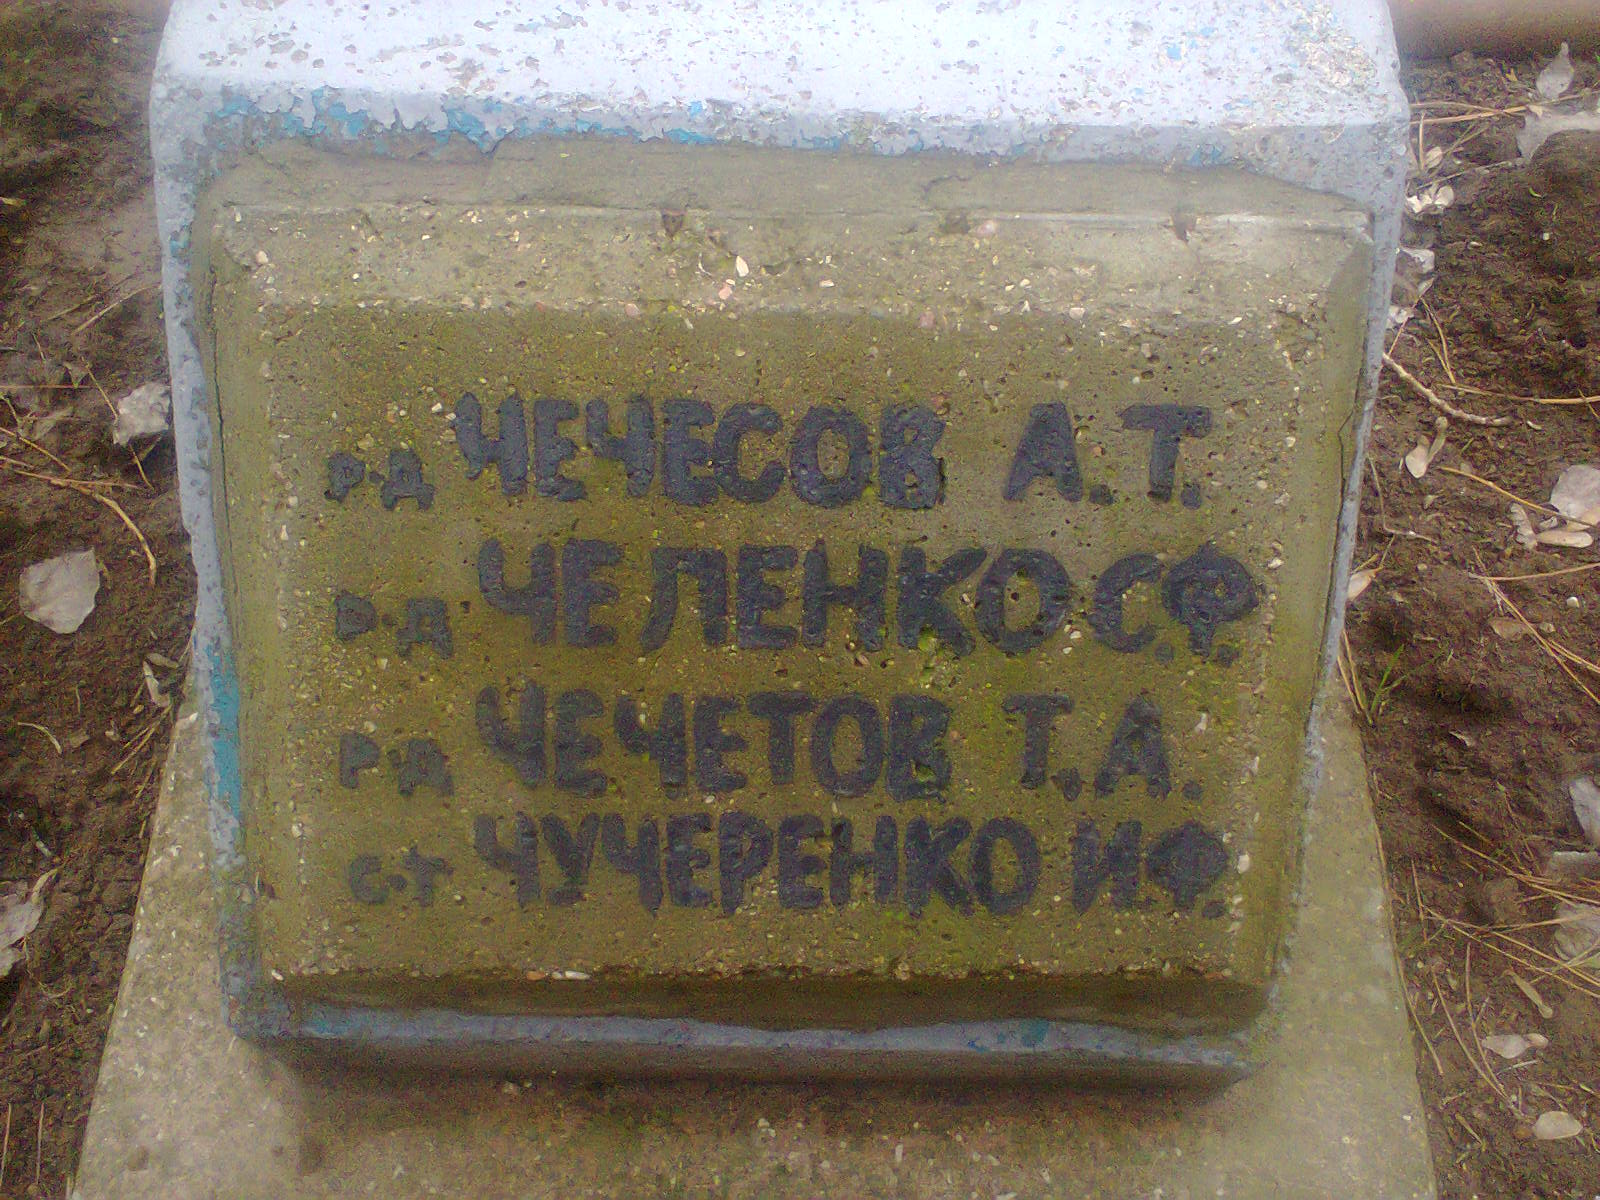 Р-Д ЧЕЧЕСОВ А.Т.
Р-Д ЧЕЛЕНКО С.Ф.
Р-Д ЧЕЧЕТОВ Т.А.
С-Т ЧУЧЕРЕНКО И.Ф.